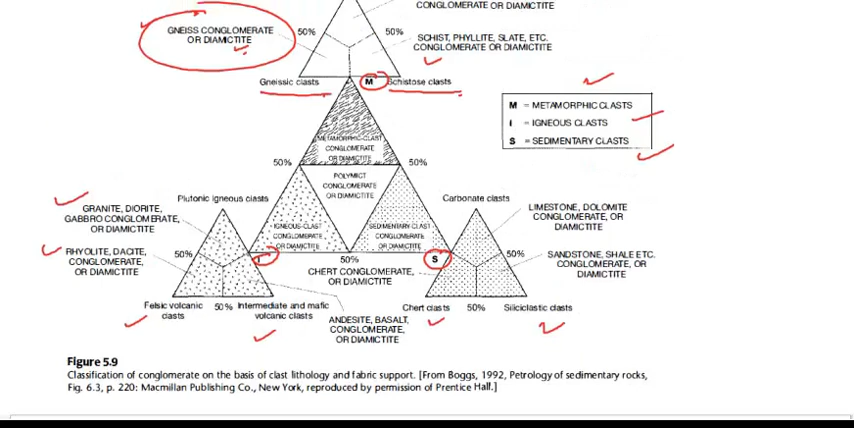 CONGLOMERATE OR DIAMICTITE
GNEISS CONGLOMERATE
OR DIAMICTITE
50%
50%
SCHIST, PHYLLITE, SLATE, ETC.
CONGLOMERATE OR DIAMICTITE
Gneissic clasts
M
Schistose clasts
M = METAMORPHIC CLASTS
I = IGNEOUS CLASTS
S = SEDIMENTARY CLASTS
METAMORPHIC-CLAST
CONGLOMERATE
OR DIAMICTITE
50%
50%
POLYMICT
CONGLOMERATE
OR DIAMICTITE
Plutonic igneous clasts
Carbonate clasts
GRANITE, DIORITE,
GABBRO CONGLOMERATE,
OR DIAMICTITE
LIMESTONE, DOLOMITE
CONGLOMERATE, OR
DIAMICTITE
IGNEOUS-CLAST
CONGLOMERATE
OR DIAMICTITE
SEDIMENTARY CLAST
CONGLOMERATE
OR DIAMICTITE
RHYOLITE, DACITE,
CONGLOMERATE,
OR DIAMICTITE
50%
I
50%
S
50%
SANDSTONE, SHALE ETC.
CONGLOMERATE, OR
DIAMICTITE
CHERT CONGLOMERATE,
OR DIAMICTITE
Felsic volcanic
clasts
50%
Intermediate and mafic
volcanic clasts
Chert clasts
50%
Siliciclastic clasts
ANDESITE, BASALT,
CONGLOMERATE,
OR DIAMICTITE
Figure 5.9
Classification of conglomerate on the basis of clast lithology and fabric support. [From Boggs, 1992, Petrology of sedimentary rocks,
Fig. 6.3, p. 220: Macmillan Publishing Co., New York, reproduced by permission of Prentice Hall.]